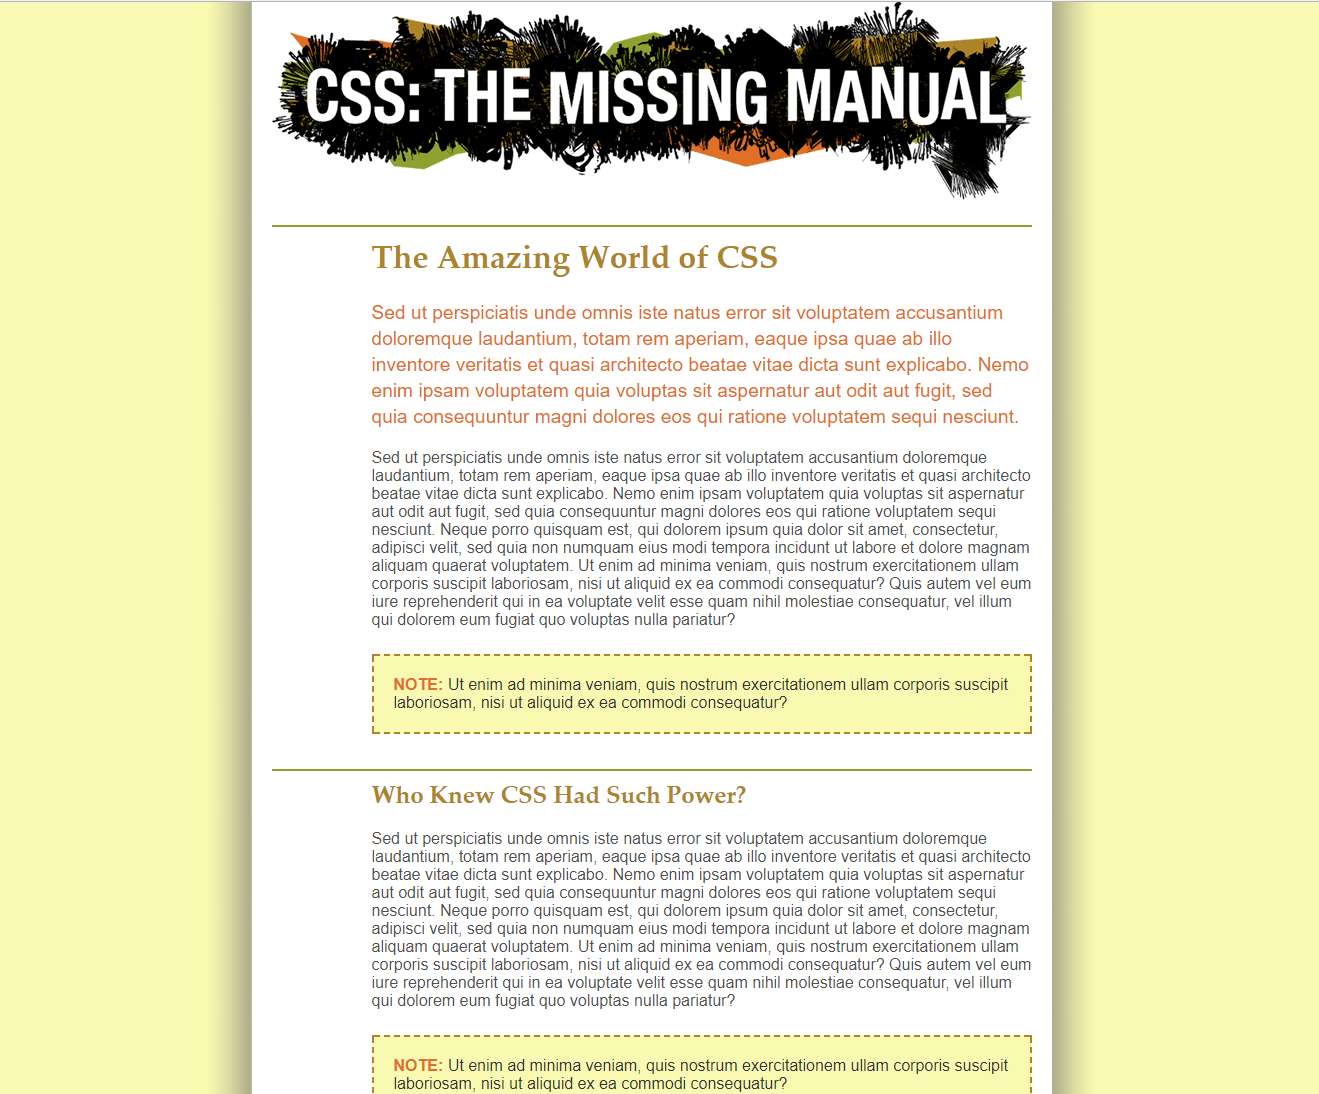 CSS: THE MISSING MANUAL
The Amazing World of CSS
Sed ut perspiciatis unde omnis iste natus error sit voluptatem accusantium
doloremque laudantium, totam rem aperiam, eaque ipsa quae ab illo
inventore veritatis et quasi architecto beatae vitae dicta sunt explicabo. Nemo
enim ipsam voluptatem quia voluptas sit aspernatur aut odit aut fugit, sed
quia consequuntur magni dolores eos qui ratione voluptatem sequi nesciunt.
Sed ut perspiciatis unde omnis iste natus error sit voluptatem accusantium doloremque
laudantium, totam rem aperiam, eaque ipsa quae ab illo inventore veritatis et quasi architecto
beatae vitae dicta sunt explicabo. Nemo enim ipsam voluptatem quia voluptas sit aspernatur
aut odit aut fugit, sed quia consequuntur magni dolores eos qui ratione voluptatem sequi
nesciunt. Neque porro quisquam est, qui dolorem ipsum quia dolor sit amet, consectetur,
adipisci velit, sed quia non numquam eius modi tempora incidunt ut labore et dolore magnam
aliquam quaerat voluptatem. Ut enim ad minima veniam, quis nostrum exercitationem ullam
corporis suscipit laboriosam, nisi ut aliquid ex ea commodi consequatur? Quis autem vel eum
iure reprehenderit qui in ea voluptate velit esse quam nihil molestiae consequatur, vel illum
qui dolorem eum fugiat quo voluptas nulla pariatur?
NOTE: Ut enim ad minima veniam, quis nostrum exercitationem ullam corporis suscipit
laboriosam, nisi ut aliquid ex ea commodi consequatur?
Who Knew CSS Had Such Power?
Sed ut perspiciatis unde omnis iste natus error sit voluptatem accusantium doloremque
laudantium, totam rem aperiam, eaque ipsa quae ab illo inventore veritatis et quasi architecto
beatae vitae dicta sunt explicabo. Nemo enim ipsam voluptatem quia voluptas sit aspernatur
aut odit aut fugit, sed quia consequuntur magni dolores eos qui ratione voluptatem sequi
nesciunt. Neque porro quisquam est, qui dolorem ipsum quia dolor sit amet, consectetur,
adipisci velit, sed quia non numquam eius modi tempora incidunt ut labore et dolore magnam
aliquam quaerat voluptatem. Ut enim ad minima veniam, quis nostrum exercitationem ullam
corporis suscipit laboriosam, nisi ut aliquid ex ea commodi consequatur? Quis autem vel eum
iure reprehenderit qui in ea voluptate velit esse quam nihil molestiae consequatur, vel illum
qui dolorem eum fugiat quo voluptas nulla pariatur?
NOTE: Ut enim ad minima veniam, quis nostrum exercitationem ullam corporis suscipit
laboriosam, nisi ut aliquid ex ea commodi consequatur?